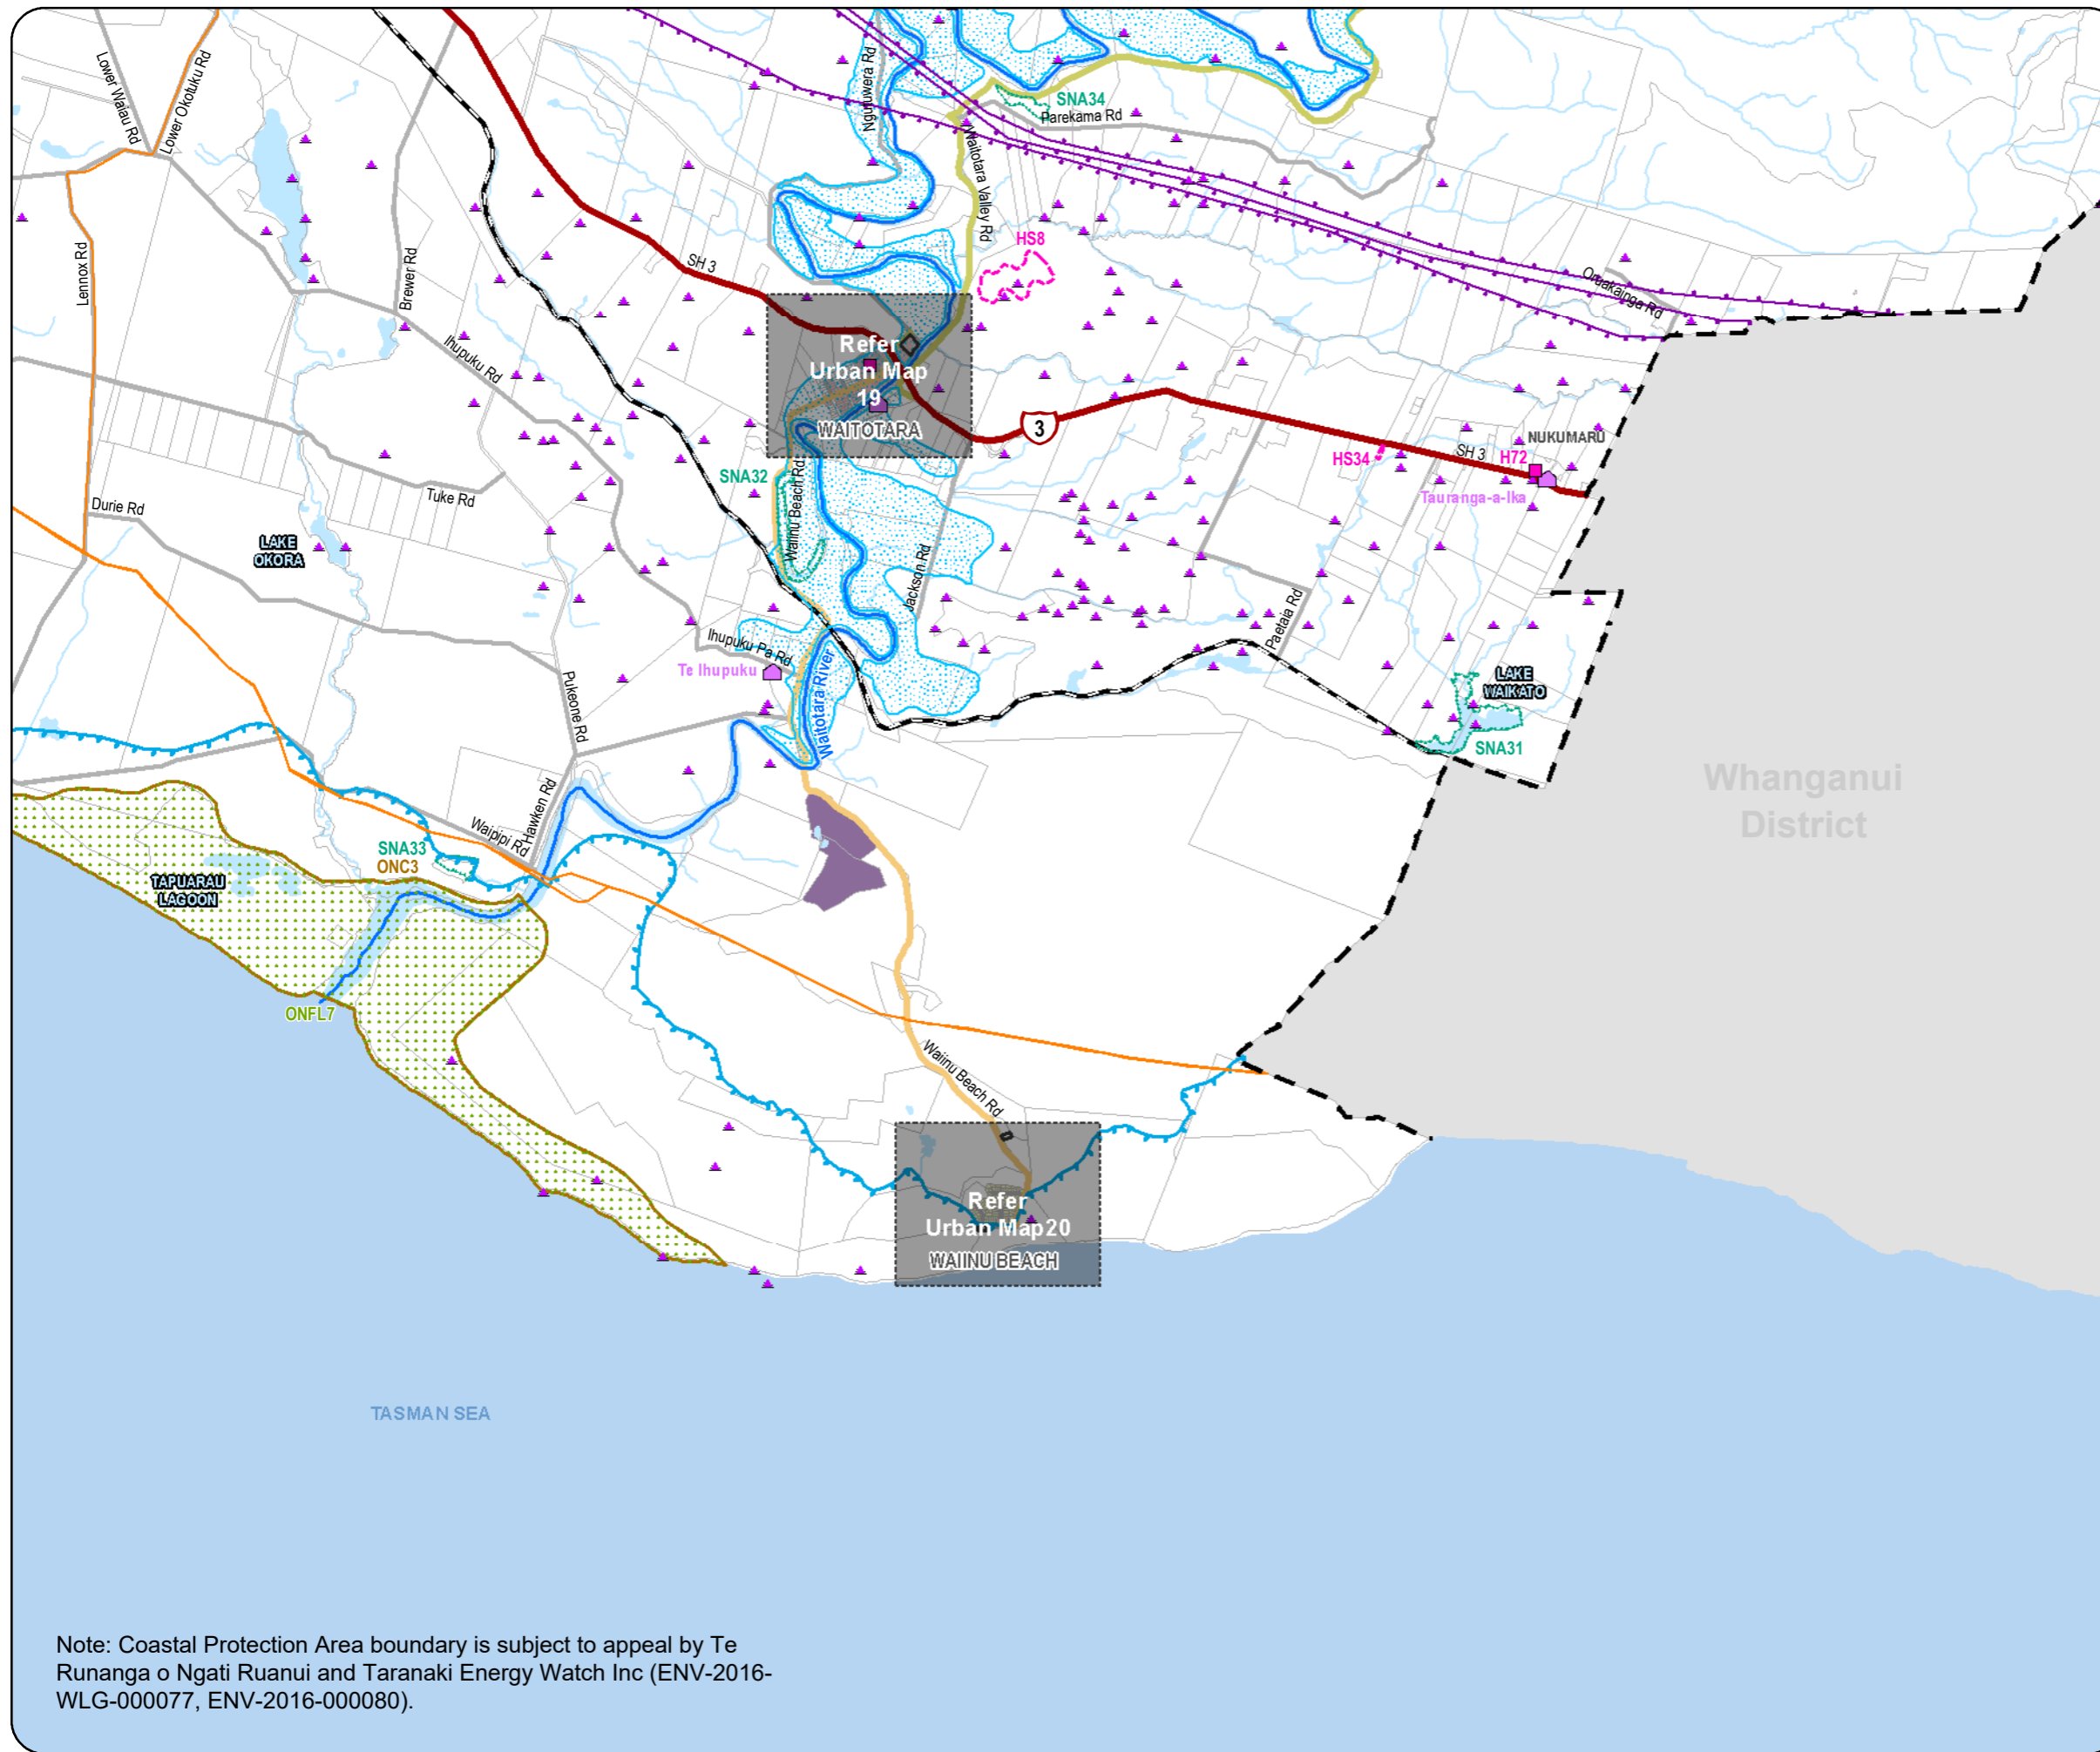 Lower Waiau Rd
Lower Okotuku Rd
Nguuwera Rd
SNA34
Parekama Rd
Waitotara Valley Rd
HS8
Lennox Rd
Brewer Rd
SH 3
Oruakainga Rd
Ihupuku Rd
Refer
Urban Map
19
WAITOTARA
3
NUKUMARU
SH 3
H72
HS34
Tauranga-a-Ika
SNA32
Waiinu Beach Rd
Tuke Rd
Durie Rd
LAKE
OKORA
Jackson Rd
Paetaia Rd
Ihupuku Pa Rd
Te Ihupuku
Waitotara River
Pukeone Rd
LAKE
WAIKATO
SNA31
Whanganui
District
Hawken Rd
Waipipi Rd
SNA33
ONC3
TAPUARAU
LAGOON
ONFL7
Waiinu Beach Rd
Refer
Urban Map20
WAIINU BEACH
TASMAN SEA
Note: Coastal Protection Area boundary is subject to appeal by Te
Runanga o Ngati Ruanui and Taranaki Energy Watch Inc (ENV-2016-
WLG-000077, ENV-2016-000080).